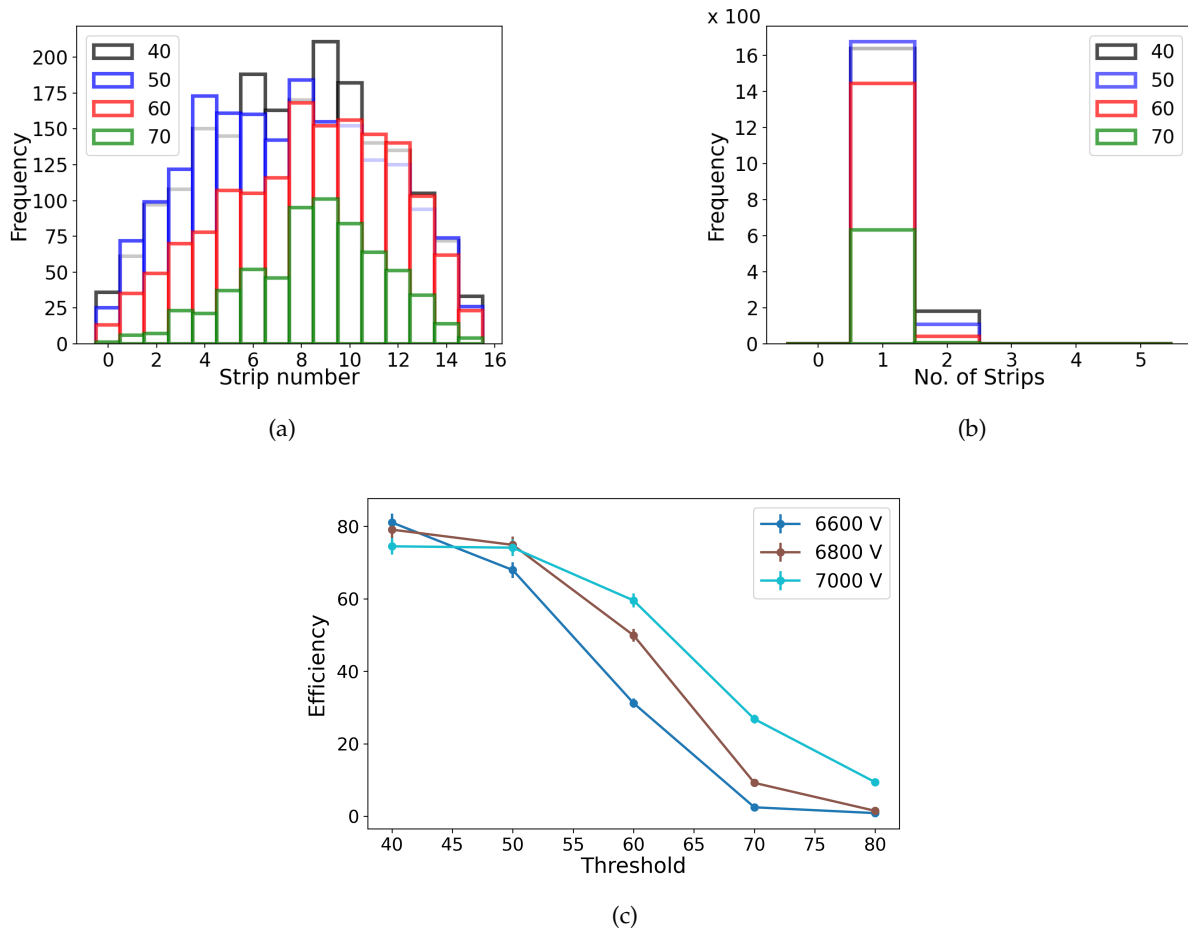 x 100
200
175
150
125
100
75
50
25
0
Frequency
40
50
60
70
0 2 4 6 8 10 12 14 16
Strip number
(a)
16
14
12
10
8
6
4
2
0
Frequency
40
50
60
70
0 1 2 3 4 5
No. of Strips
(b)
80
60
40
20
0
Efficiency
6600 V
6800 V
7000 V
40 45 50 55 60 65 70 75 80
Threshold
(c)